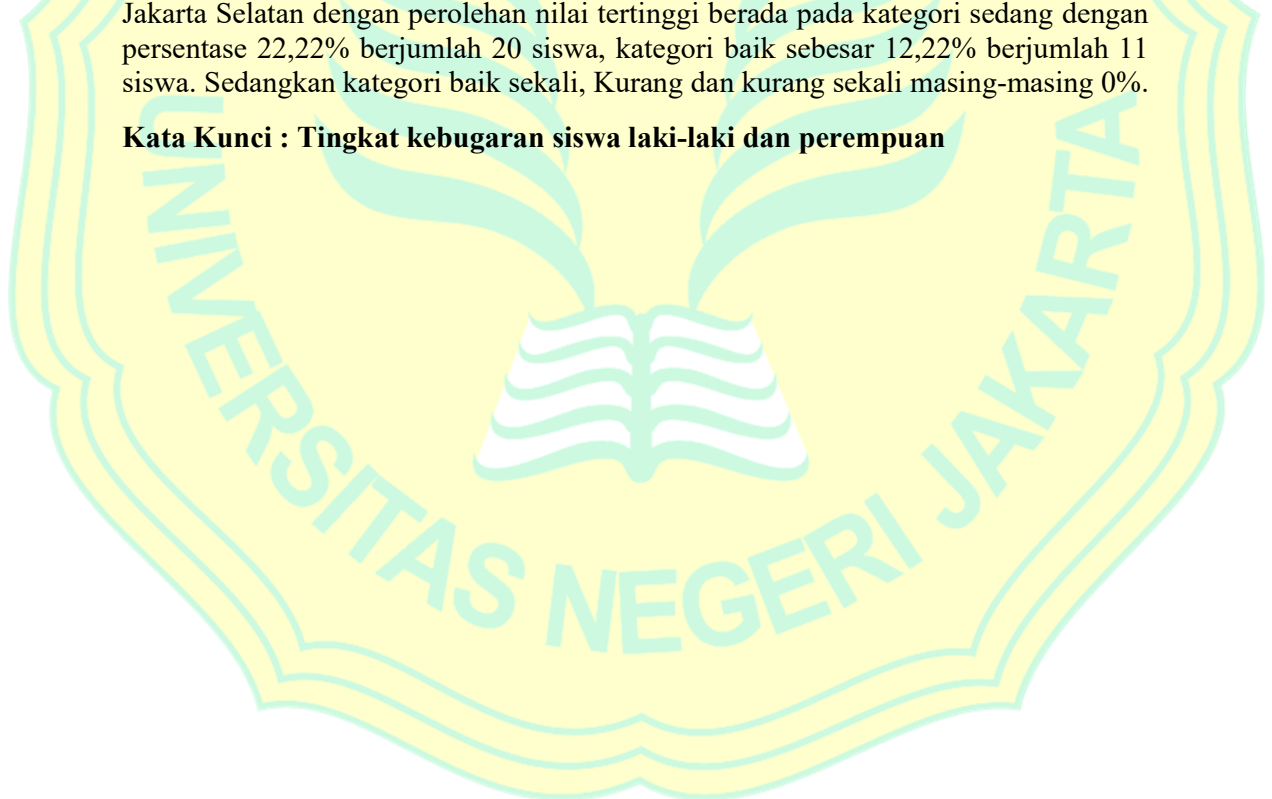 Jakarta Selatan dengan perolehan nilai tertinggi berada pada kategori sedang dengan
persentase 22,22% berjumlah 20 siswa, kategori baik sebesar 12,22% berjumlah 11
siswa. Sedangkan kategori baik sekali, Kurang dan kurang sekali masing-masing 0%.
Kata Kunci : Tingkat kebugaran siswa laki-laki dan perempuan
UNIVERSITAS NEGERI JAKARTA